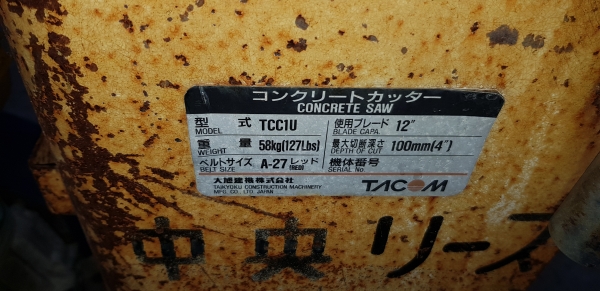 コンクリートカッター
CONCRETE SAW
型式 MODEL TCC1U 使用ブレード BLADE CAPA. 12"
重量 WEIGHT 58kg(127Lbs) 最大切断深さ DEPTH OF CUT 100mm(4")
ベルトサイズ BELT SIZE A-27 レッド (RED) 機体番号 SERIAL No.
大旭建機株式会社
TAIKYOKU CONSTRUCTION MACHINERY
MFG. CO., LTD. JAPAN
TACOM
中央リース